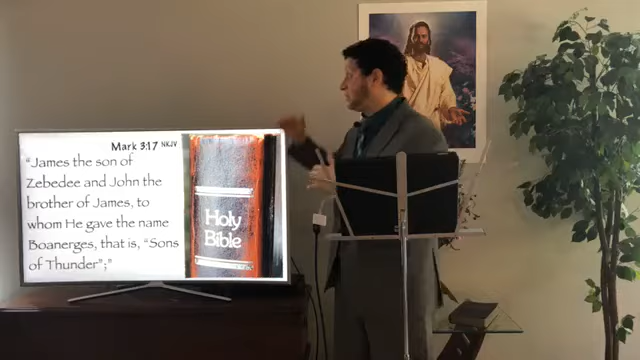 Mark 3:17 NKJV
“James the son of
Zebedee and John the
brother of James, to
whom He gave the name
Boanerges, that is, “Sons
of Thunder”;”
Holy
Bible